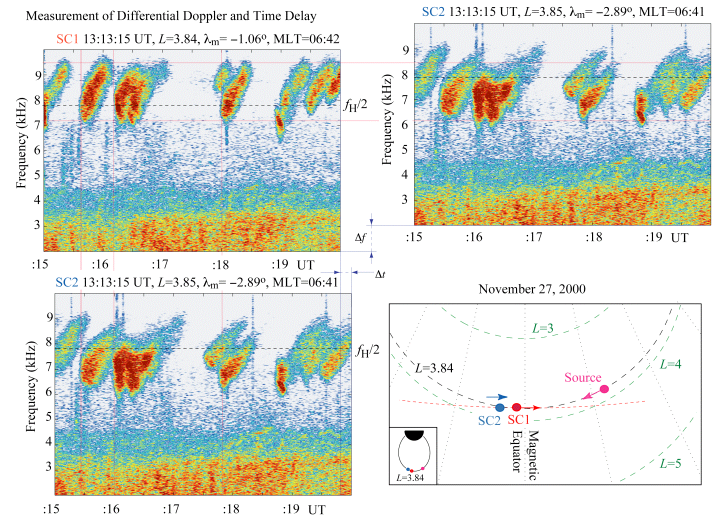 Measurement of Differential Doppler and Time Delay
SC1 13:13:15 UT, L=3.84, λm= −1.06º, MLT=06:42
Frequency (kHz)
9
8
7
6
5
4
3
fH/2
:15 :16 :17 :18 :19 UT
SC2 13:13:15 UT, L=3.85, λm= −2.89º, MLT=06:41
Frequency (kHz)
9
8
7
6
5
4
3
:15 :16 :17 :18 :19 UT
Δf
Δt
SC2 13:13:15 UT, L=3.85, λm= −2.89º, MLT=06:41
Frequency (kHz)
9
8
7
6
5
4
3
fH/2
:15 :16 :17 :18 :19 UT
November 27, 2000
L=3
L=3.84
L=4
Source
SC2 SC1
Magnetic
Equator
L=5
L=3.84